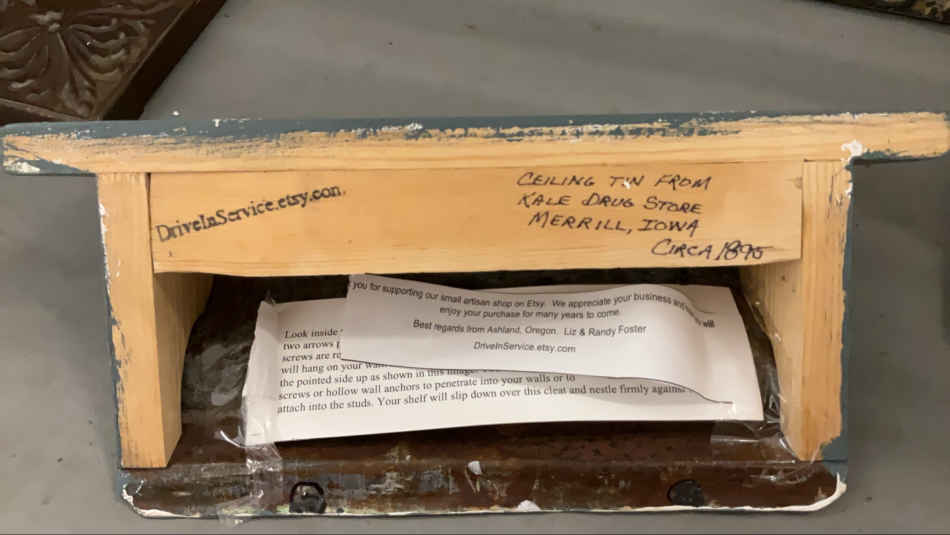 DriveInService.etsy.com
CEILING TIN FROM
KALE DRUG STORE
MERRILL, IOWA
CIRCA 1895
you for supporting our small artisan shop on Etsy. We appreciate your business and will
enjoy your purchase for many years to come.
Best regards from Ashland, Oregon. Liz & Randy Foster
DriveInService.etsy.com
Look inside
two arrows
screws are
will hang on your
the pointed side up as shown in this image.
screws or hollow wall anchors to penetrate into your walls or to
attach into the studs. Your shelf will slip down over this cleat and nestle firmly against